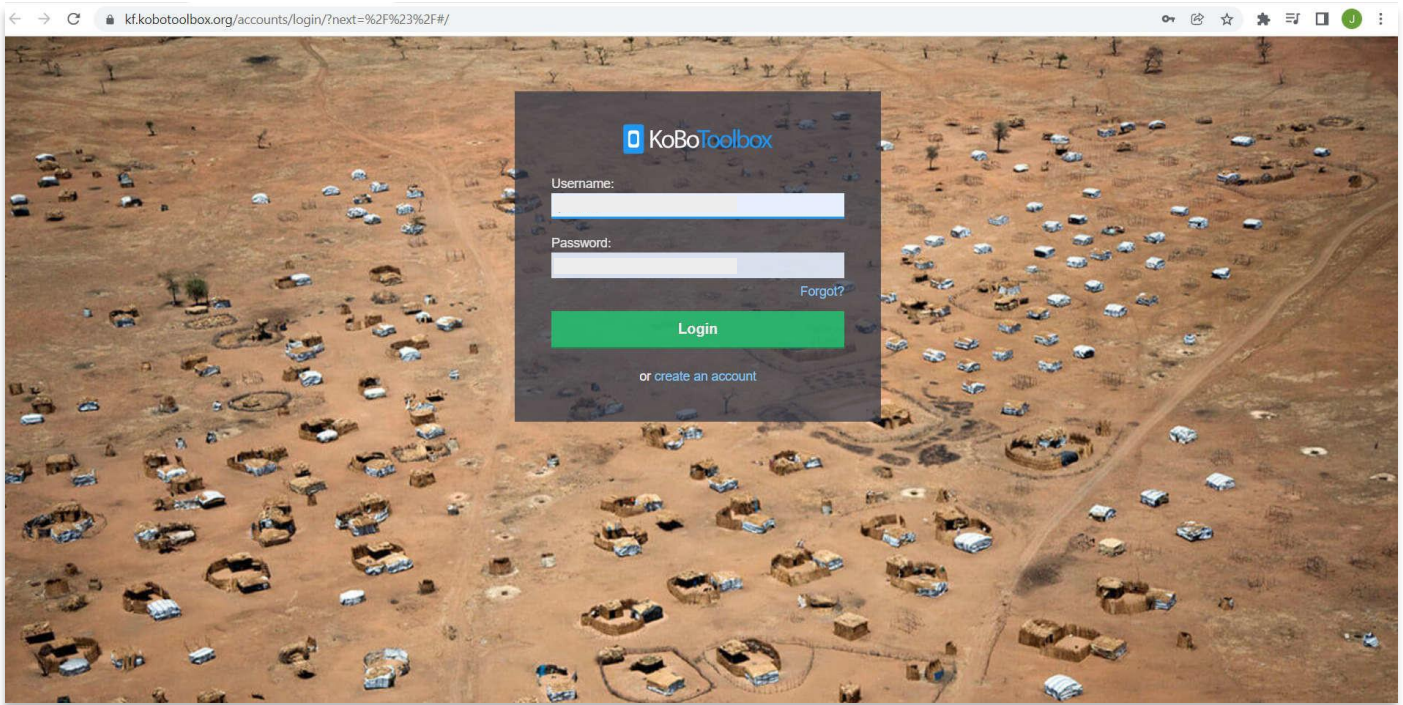 kf.kobotoolbox.org/accounts/login/?next=%2F%23%2F#/
J
KoBoToolbox
Username:
Password:
Forgot?
Login
or create an account